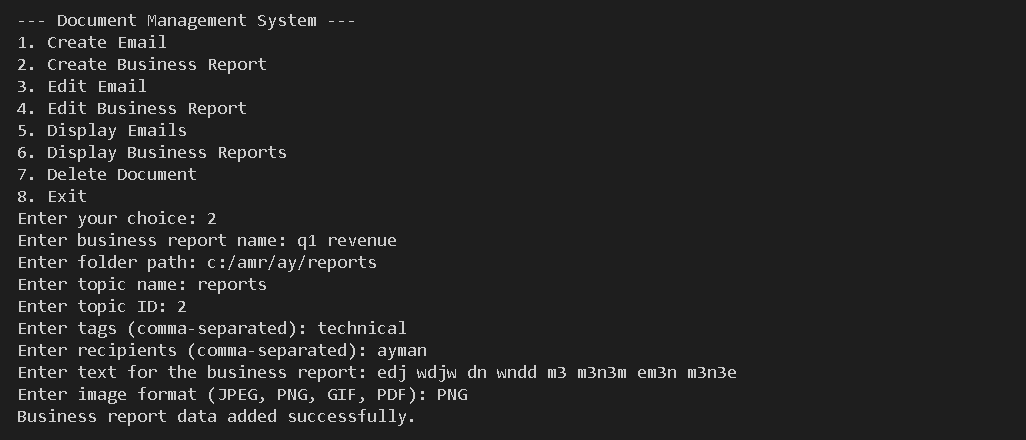 --- Document Management System ---
1. Create Email
2. Create Business Report
3. Edit Email
4. Edit Business Report
5. Display Emails
6. Display Business Reports
7. Delete Document
8. Exit
Enter your choice: 2
Enter business report name: q1 revenue
Enter folder path: c:/amr/ay/reports
Enter topic name: reports
Enter topic ID: 2
Enter tags (comma-separated): technical
Enter recipients (comma-separated): ayman
Enter text for the business report: edj wdjw dn wndd m3 m3n3m em3n m3n3e
Enter image format (JPEG, PNG, GIF, PDF): PNG
Business report data added successfully.